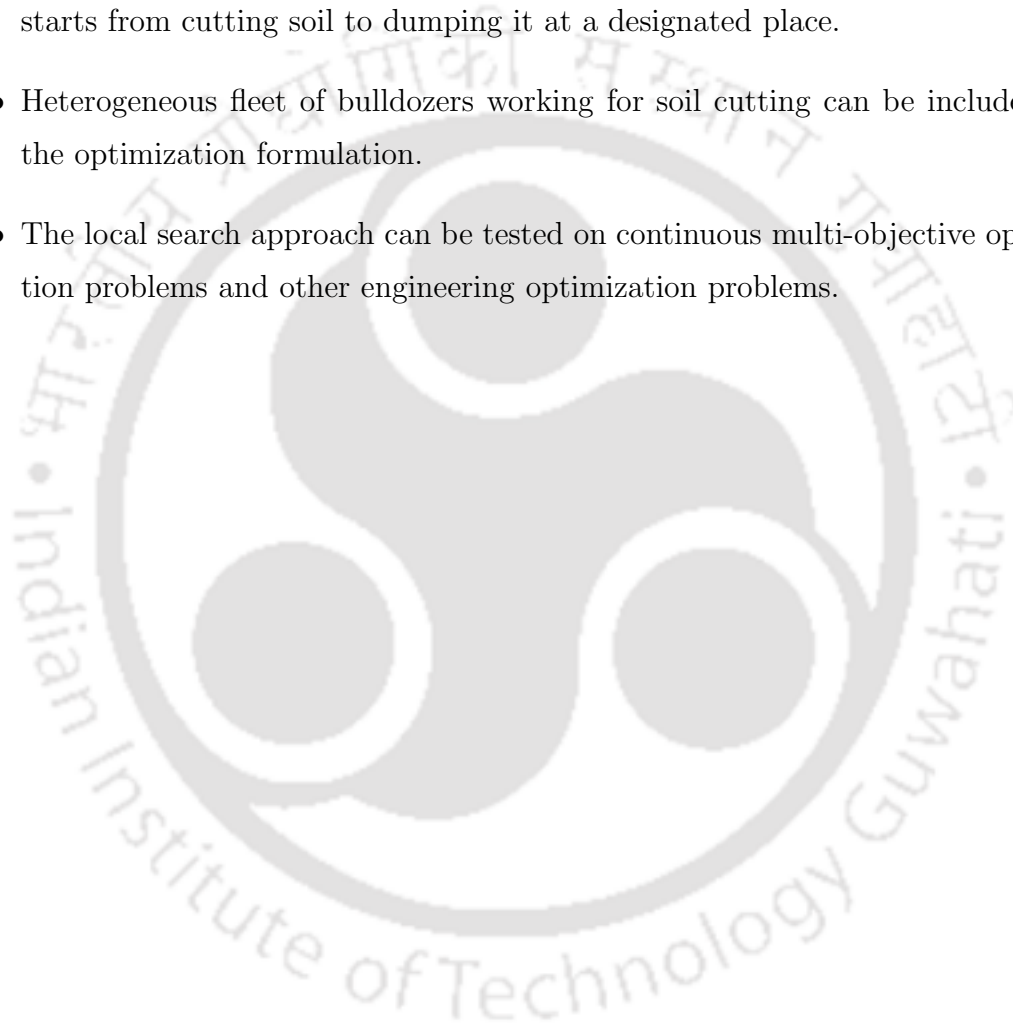 starts from cutting soil to dumping it at a designated place.
• Heterogeneous fleet of bulldozers working for soil cutting can be include
the optimization formulation.
• The local search approach can be tested on continuous multi-objective op
tion problems and other engineering optimization problems.
भारतीय प्रौद्योगिकी संस्थान गुवाहाटी
• Indian Institute of Technology Guwahati •